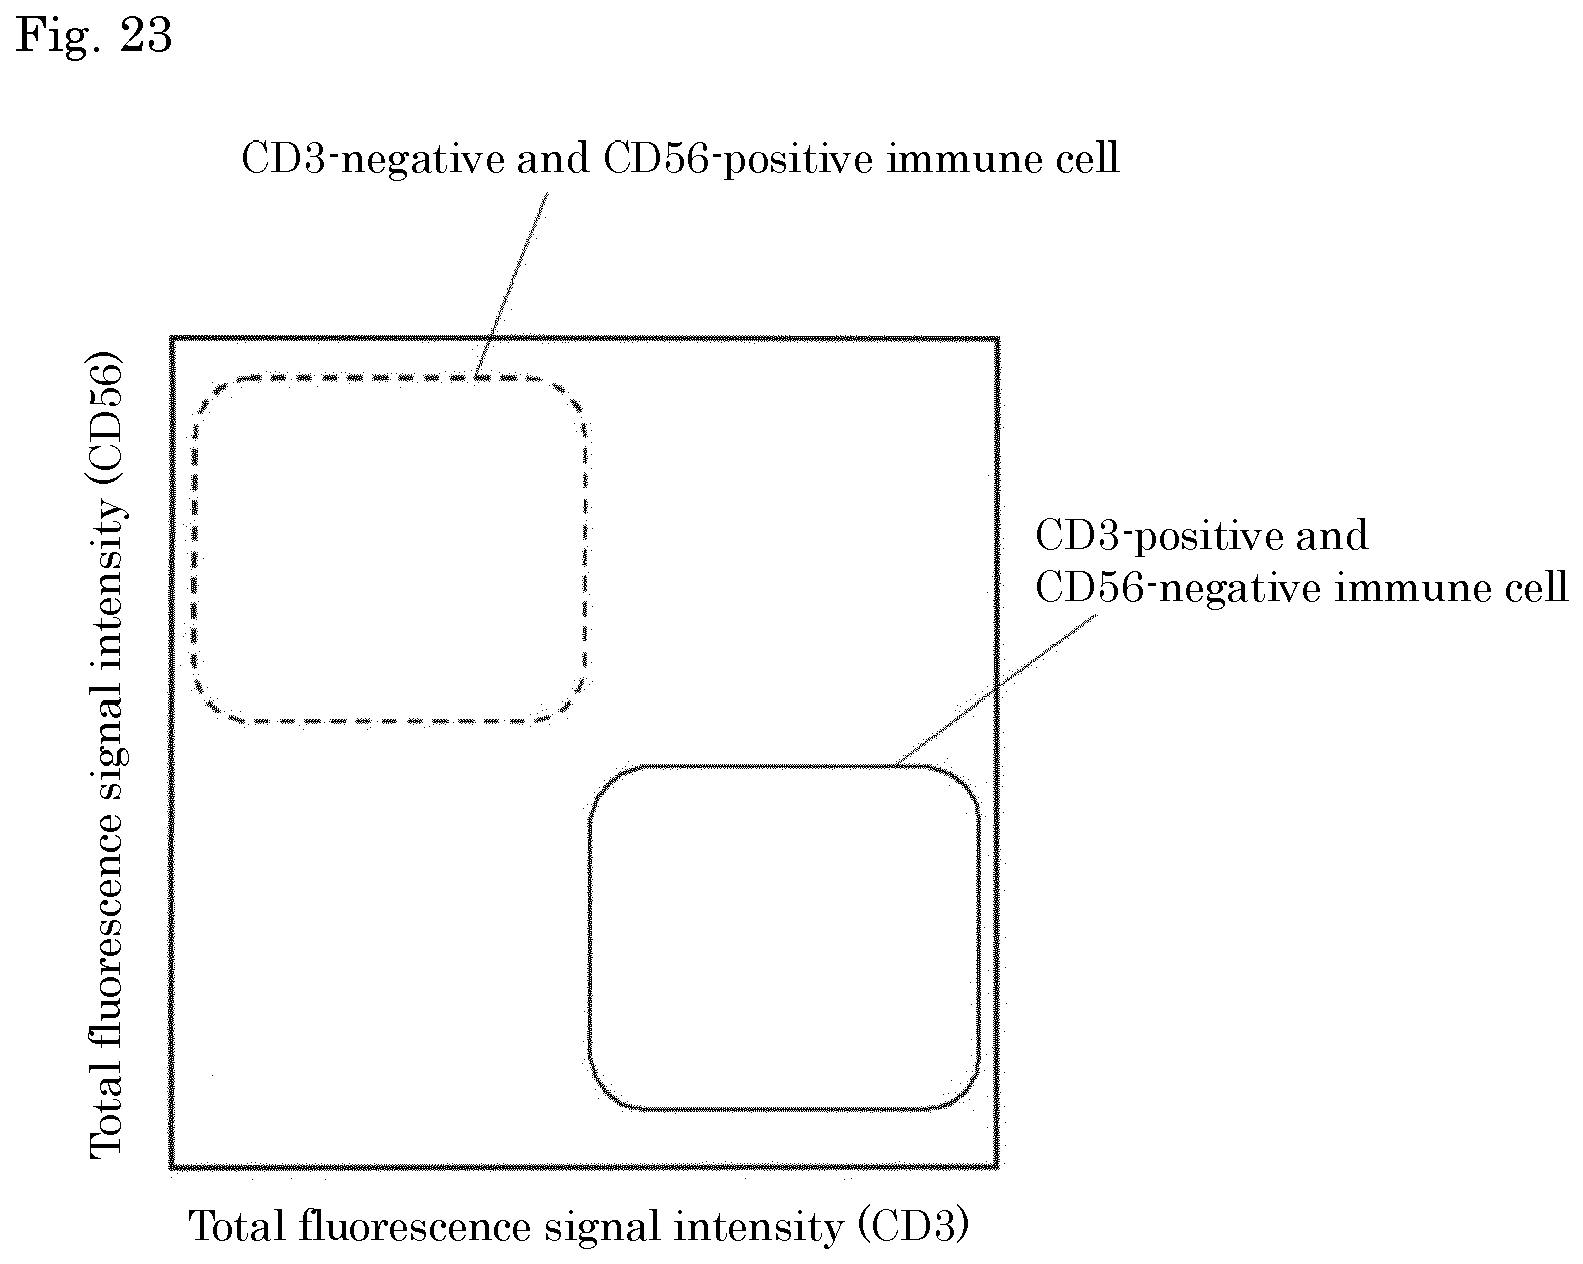 Fig. 23
CD3-negative and CD56-positive immune cell
Total fluorescence signal intensity (CD56)
CD3-positive and
CD56-negative immune cell
Total fluorescence signal intensity (CD3)